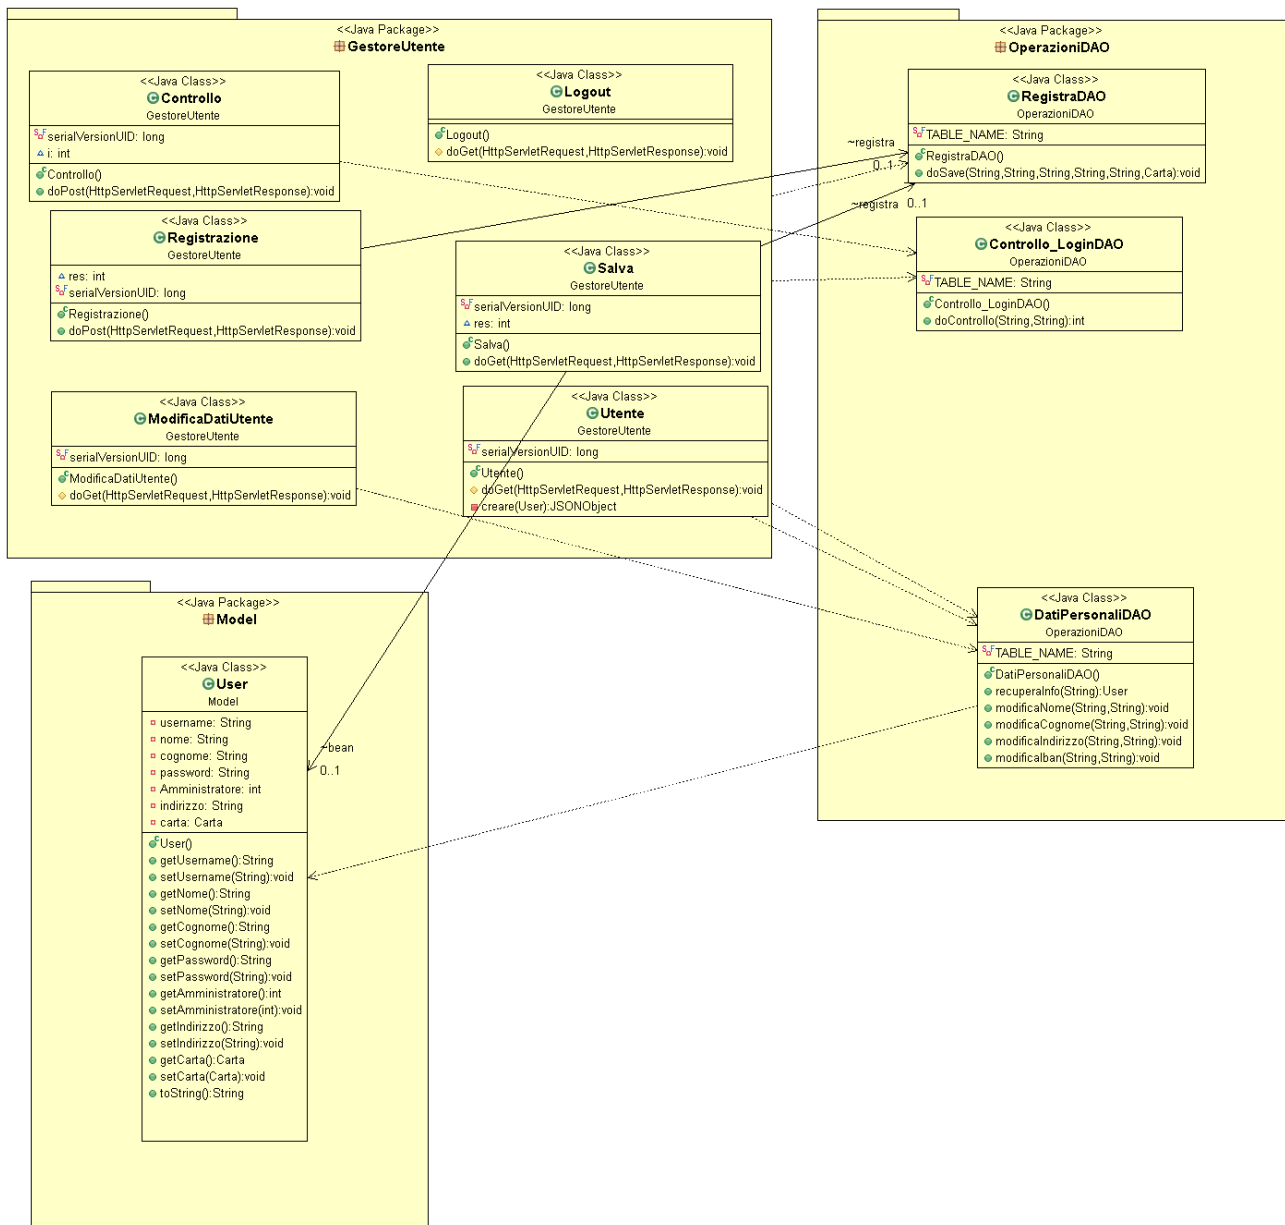 <<Java Package>>
GestoreUtente
<<Java Class>>
Controllo
GestoreUtente
serialVersionUID: long
i: int
Controllo()
doPost(HttpServletRequest,HttpServletResponse):void
<<Java Class>>
Logout
GestoreUtente
Logout()
doGet(HttpServletRequest,HttpServletResponse):void
<<Java Class>>
Registrazione
GestoreUtente
res: int
serialVersionUID: long
Registrazione()
doPost(HttpServletRequest,HttpServletResponse):void
<<Java Class>>
Salva
GestoreUtente
serialVersionUID: long
res: int
Salva()
doGet(HttpServletRequest,HttpServletResponse):void
<<Java Class>>
ModificaDatiUtente
GestoreUtente
serialVersionUID: long
ModificaDatiUtente()
doGet(HttpServletRequest,HttpServletResponse):void
<<Java Class>>
Utente
GestoreUtente
serialVersionUID: long
Utente()
doGet(HttpServletRequest,HttpServletResponse):void
creare(User):JSONObject
<<Java Package>>
OperazioniDAO
<<Java Class>>
RegistraDAO
OperazioniDAO
TABLE_NAME: String
RegistraDAO()
doSave(String,String,String,String,String,Carta):void
~registra
0..1
~registra
0..1
<<Java Class>>
Controllo_LoginDAO
OperazioniDAO
TABLE_NAME: String
Controllo_LoginDAO()
doControllo(String,String):int
<<Java Class>>
DatiPersonaliDAO
OperazioniDAO
TABLE_NAME: String
DatiPersonaliDAO()
recuperaInfo(String):User
modificaNome(String,String):void
modificaCognome(String,String):void
modificaIndirizzo(String,String):void
modificaIban(String,String):void
<<Java Package>>
Model
<<Java Class>>
User
Model
username: String
nome: String
cognome: String
password: String
Amministratore: int
indirizzo: String
carta: Carta
User()
getUsername():String
setUsername(String):void
getNome():String
setNome(String):void
getCognome():String
setCognome(String):void
getPassword():String
setPassword(String):void
getAmministratore():int
setAmministratore(int):void
getIndirizzo():String
setIndirizzo(String):void
getCarta():Carta
setCarta(Carta):void
toString():String
~bean
0..1